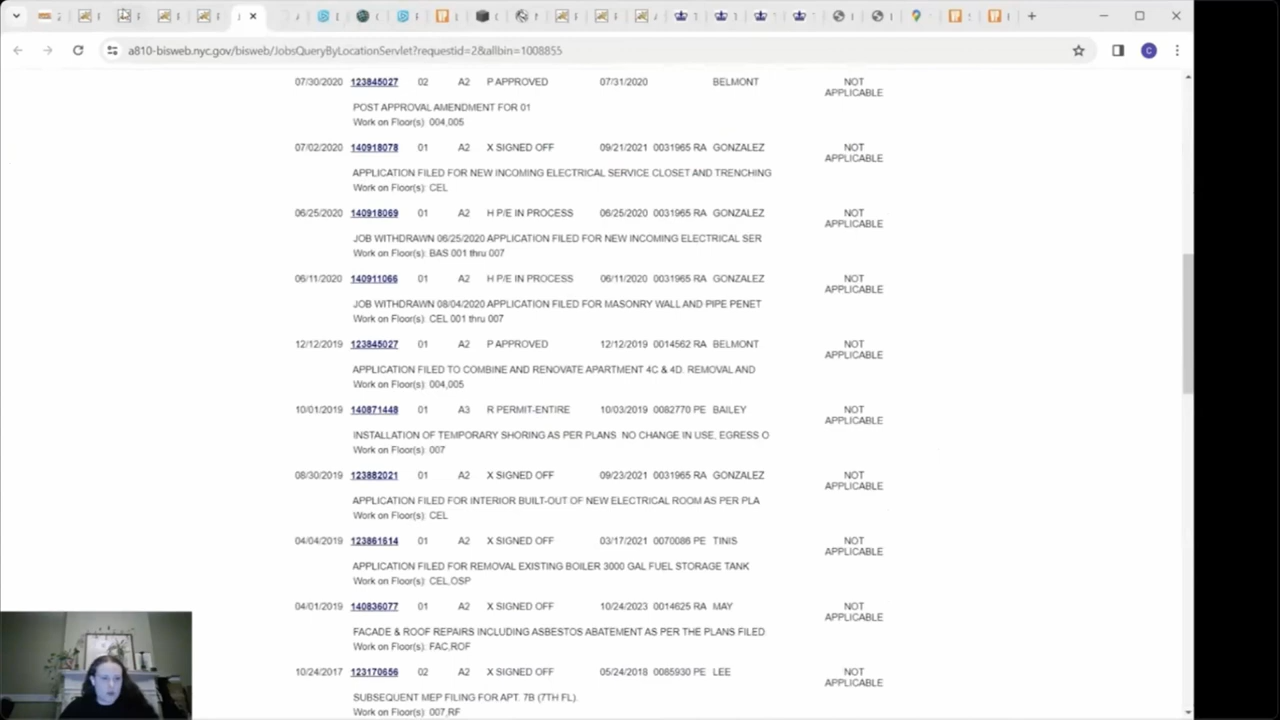 a810-bisweb.nyc.gov/bisweb/JobsQueryByLocationServlet?requestid=2&allbin=1008855
07/30/2020 123845027 02 A2 P APPROVED 07/31/2020 BELMONT NOT APPLICABLE
POST APPROVAL AMENDMENT FOR 01
Work on Floor(s): 004,005
07/02/2020 140918078 01 A2 X SIGNED OFF 09/21/2021 0031965 RA GONZALEZ NOT APPLICABLE
APPLICATION FILED FOR NEW INCOMING ELECTRICAL SERVICE CLOSET AND TRENCHING
Work on Floor(s): CEL
06/25/2020 140918069 01 A2 H P/E IN PROCESS 06/25/2020 0031965 RA GONZALEZ NOT APPLICABLE
JOB WITHDRAWN 06/25/2020 APPLICATION FILED FOR NEW INCOMING ELECTRICAL SER
Work on Floor(s): BAS 001 thru 007
06/11/2020 140911066 01 A2 H P/E IN PROCESS 06/11/2020 0031965 RA GONZALEZ NOT APPLICABLE
JOB WITHDRAWN 08/04/2020 APPLICATION FILED FOR MASONRY WALL AND PIPE PENET
Work on Floor(s): CEL 001 thru 007
12/12/2019 123845027 01 A2 P APPROVED 12/12/2019 0014562 RA BELMONT NOT APPLICABLE
APPLICATION FILED TO COMBINE AND RENOVATE APARTMENT 4C & 4D. REMOVAL AND
Work on Floor(s): 004,005
10/01/2019 140871448 01 A3 R PERMIT-ENTIRE 10/03/2019 0082770 PE BAILEY NOT APPLICABLE
INSTALLATION OF TEMPORARY SHORING AS PER PLANS NO CHANGE IN USE, EGRESS O
Work on Floor(s): 007
08/30/2019 123882021 01 A2 X SIGNED OFF 09/23/2021 0031965 RA GONZALEZ NOT APPLICABLE
APPLICATION FILED FOR INTERIOR BUILT-OUT OF NEW ELECTRICAL ROOM AS PER PLA
Work on Floor(s): CEL
04/04/2019 123861614 01 A2 X SIGNED OFF 03/17/2021 0070086 PE TINIS NOT APPLICABLE
APPLICATION FILED FOR REMOVAL EXISTING BOILER 3000 GAL FUEL STORAGE TANK
Work on Floor(s): CEL,OSP
04/01/2019 140836077 01 A2 X SIGNED OFF 10/24/2023 0014625 RA MAY NOT APPLICABLE
FACADE & ROOF REPAIRS INCLUDING ASBESTOS ABATEMENT AS PER THE PLANS FILED
Work on Floor(s): FAC,ROF
10/24/2017 123170656 02 A2 X SIGNED OFF 05/24/2018 0085930 PE LEE NOT APPLICABLE
SUBSEQUENT MEP FILING FOR APT. 7B (7TH FL).
Work on Floor(s): 007,RF